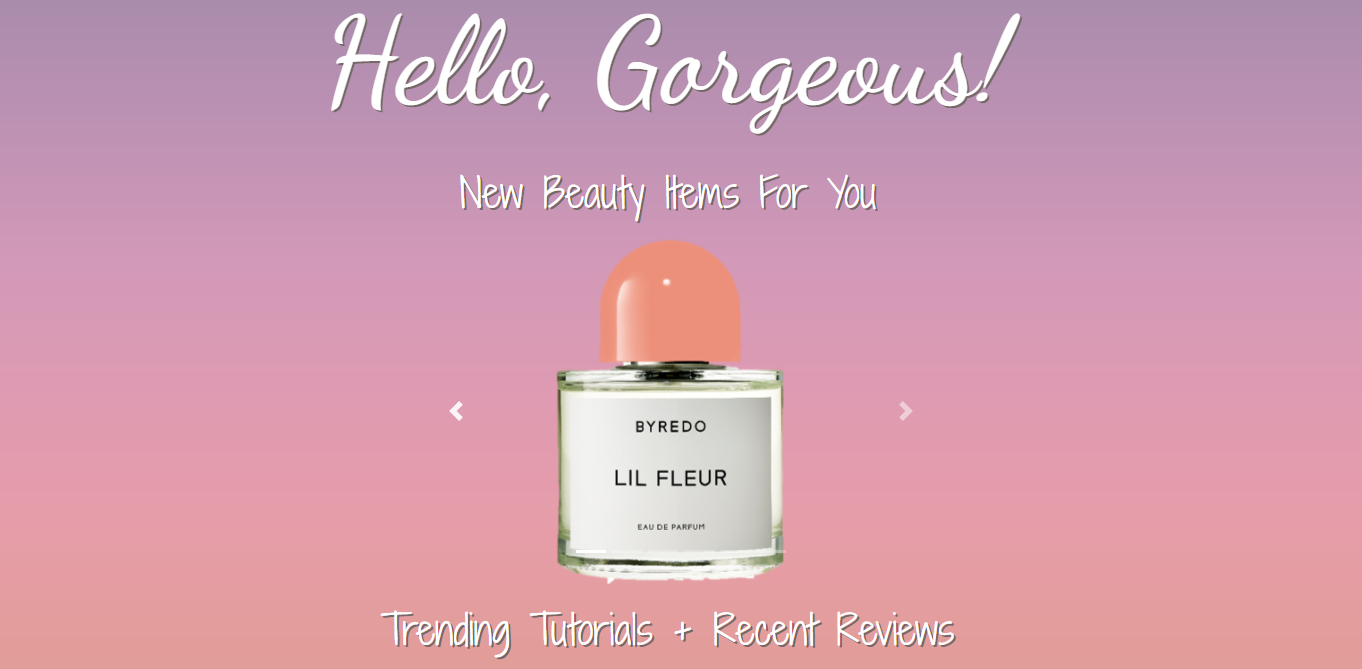 Hello, Gorgeous!
New Beauty Items For You
BYREDO
LIL FLEUR
EAU DE PARFUM
Trending Tutorials + Recent Reviews